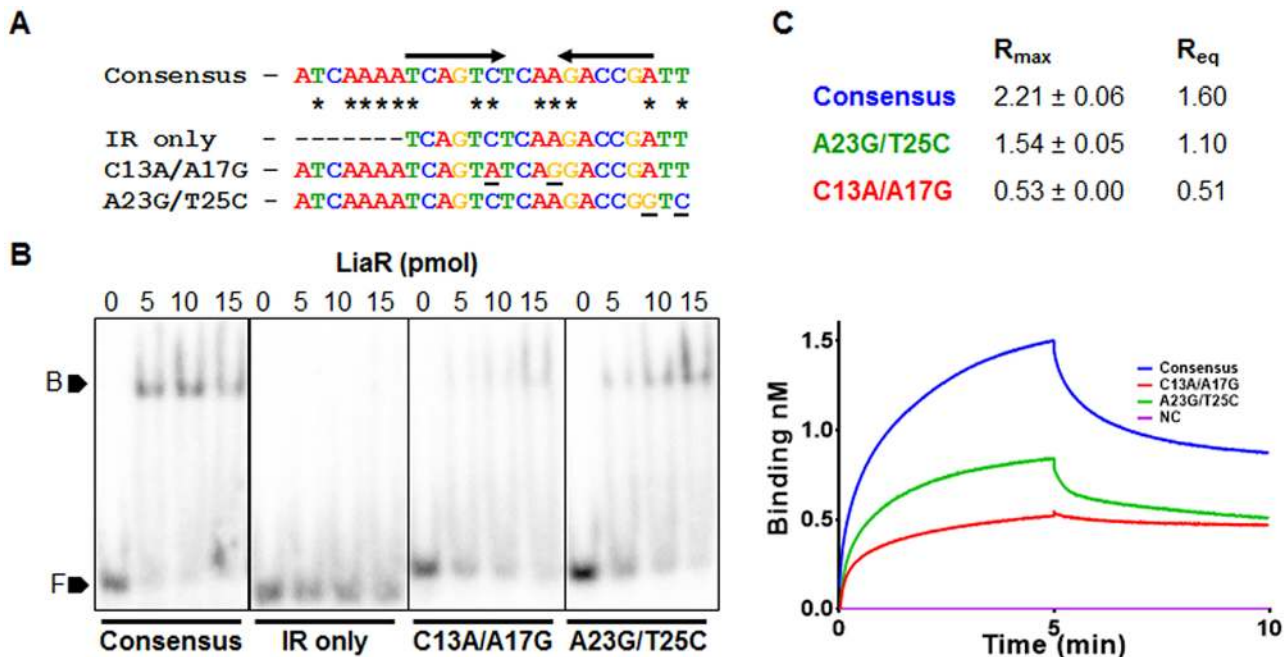 A
Consensus – ATCAAAATCAGTCTCAAGACCGATT
* ***** ** *** * *
IR only – -------TCAGTCTCAAGACCGATT
C13A/A17G – ATCAAAATCAGTATCAGGACCGATT
A23G/T25C – ATCAAAATCAGTCTCAAGACCGGTC
B
LiaR (pmol)
0 5 10 15 0 5 10 15 0 5 10 15 0 5 10 15
B
F
Consensus IR only C13A/A17G A23G/T25C
C
Rmax Req
Consensus 2.21 ± 0.06 1.60
A23G/T25C 1.54 ± 0.05 1.10
C13A/A17G 0.53 ± 0.00 0.51
Binding nM
1.5
1.0
0.5
0.0
Consensus
C13A/A17G
A23G/T25C
NC
0 5 10
Time (min)